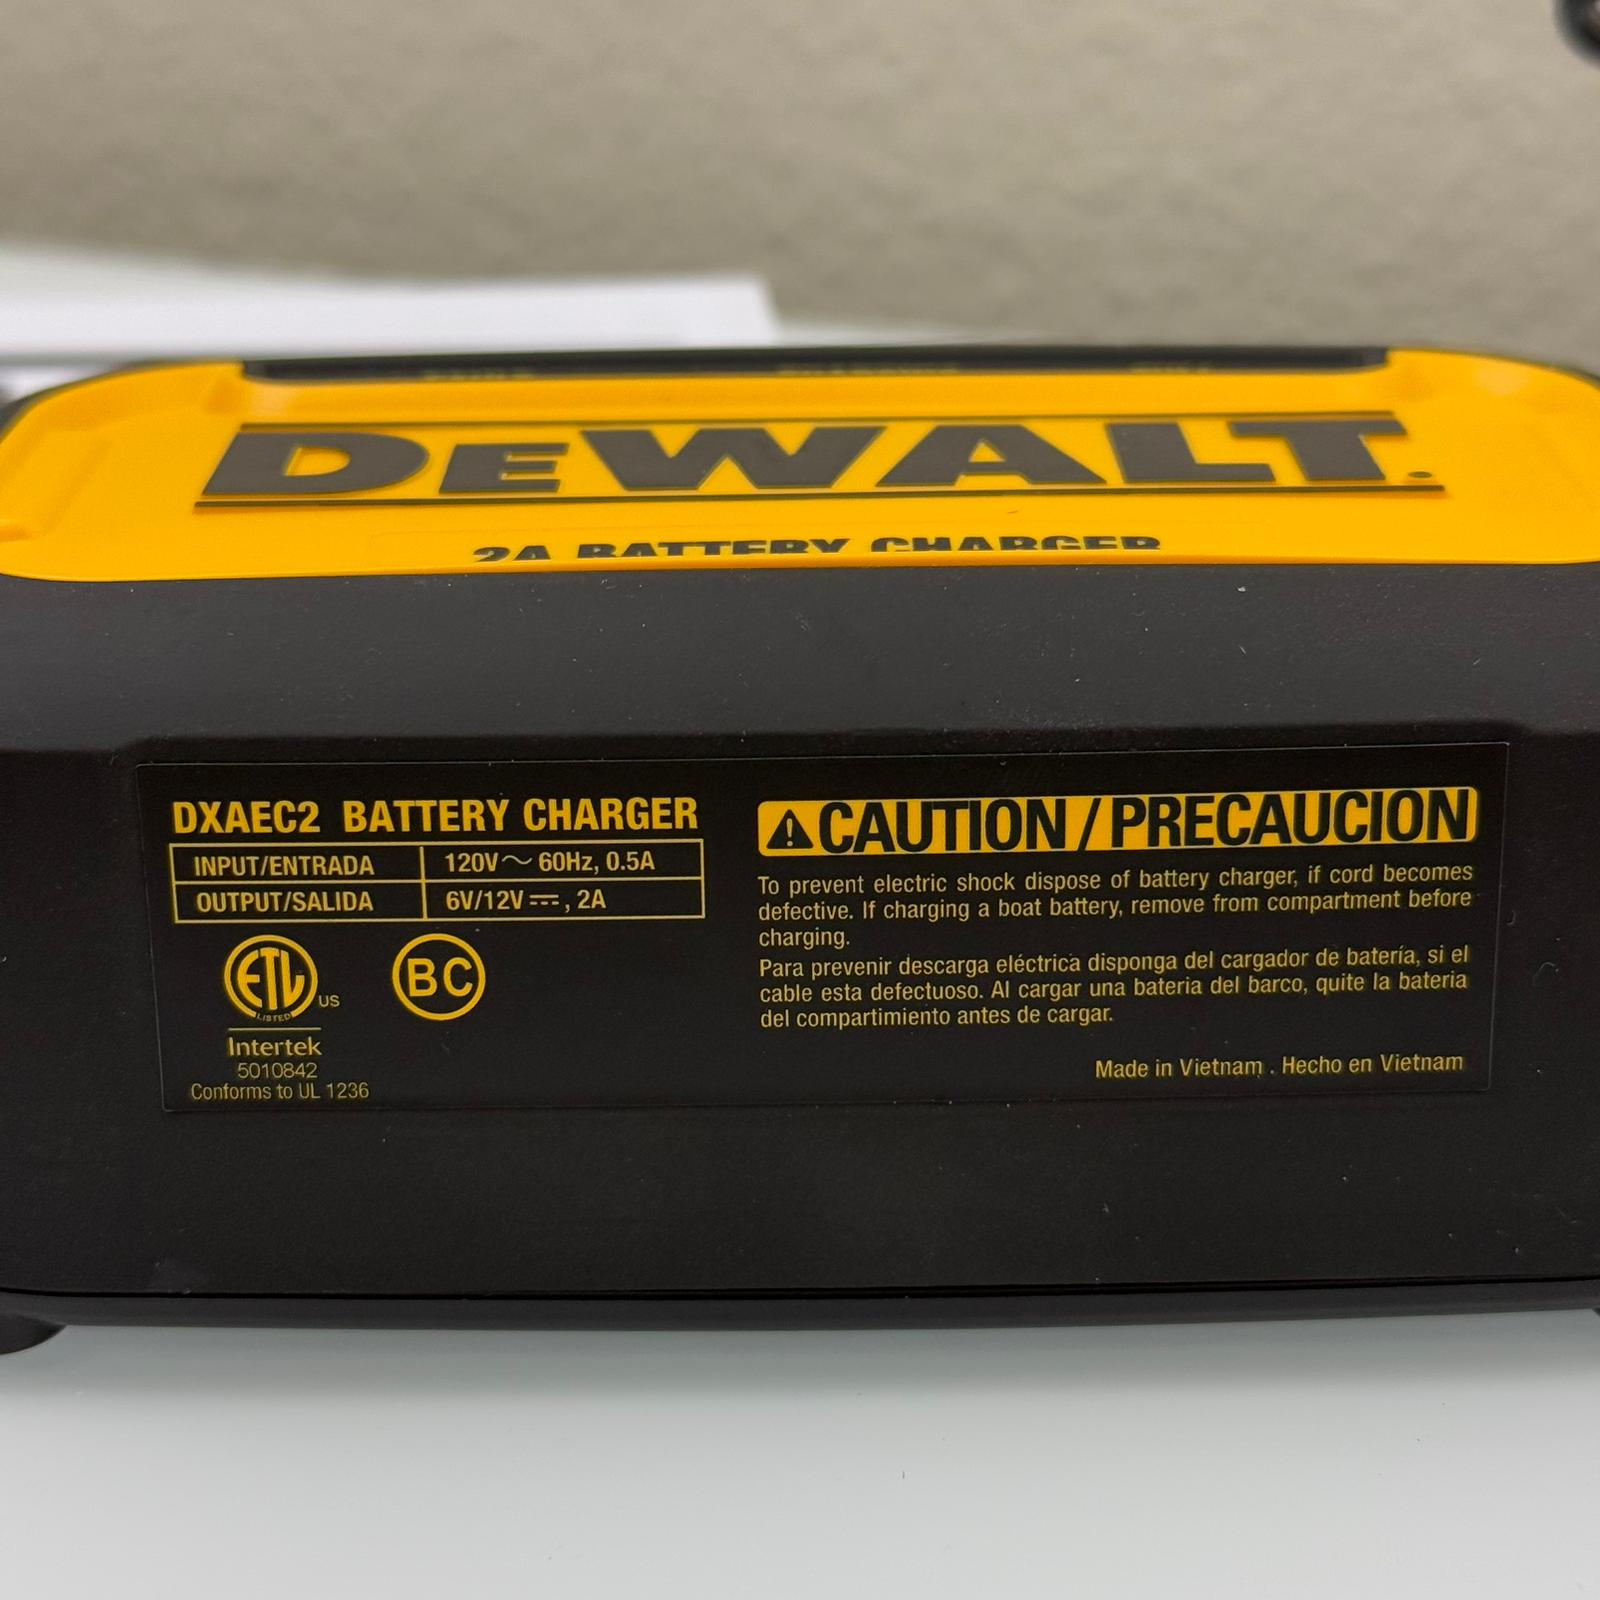 DEWALT.
2A BATTERY CHARGER
DXAEC2 BATTERY CHARGER
INPUT/ENTRADA 120V～ 60Hz, 0.5A
OUTPUT/SALIDA 6V/12V⎓, 2A
ETL US
LISTED
BC
Intertek
5010842
Conforms to UL 1236
⚠CAUTION/PRECAUCION
To prevent electric shock dispose of battery charger, if cord becomes
defective. If charging a boat battery, remove from compartment before
charging.
Para prevenir descarga eléctrica disponga del cargador de batería, si el
cable esta defectuoso. Al cargar una bateria del barco, quite la bateria
del compartimiento antes de cargar.
Made in Vietnam . Hecho en Vietnam